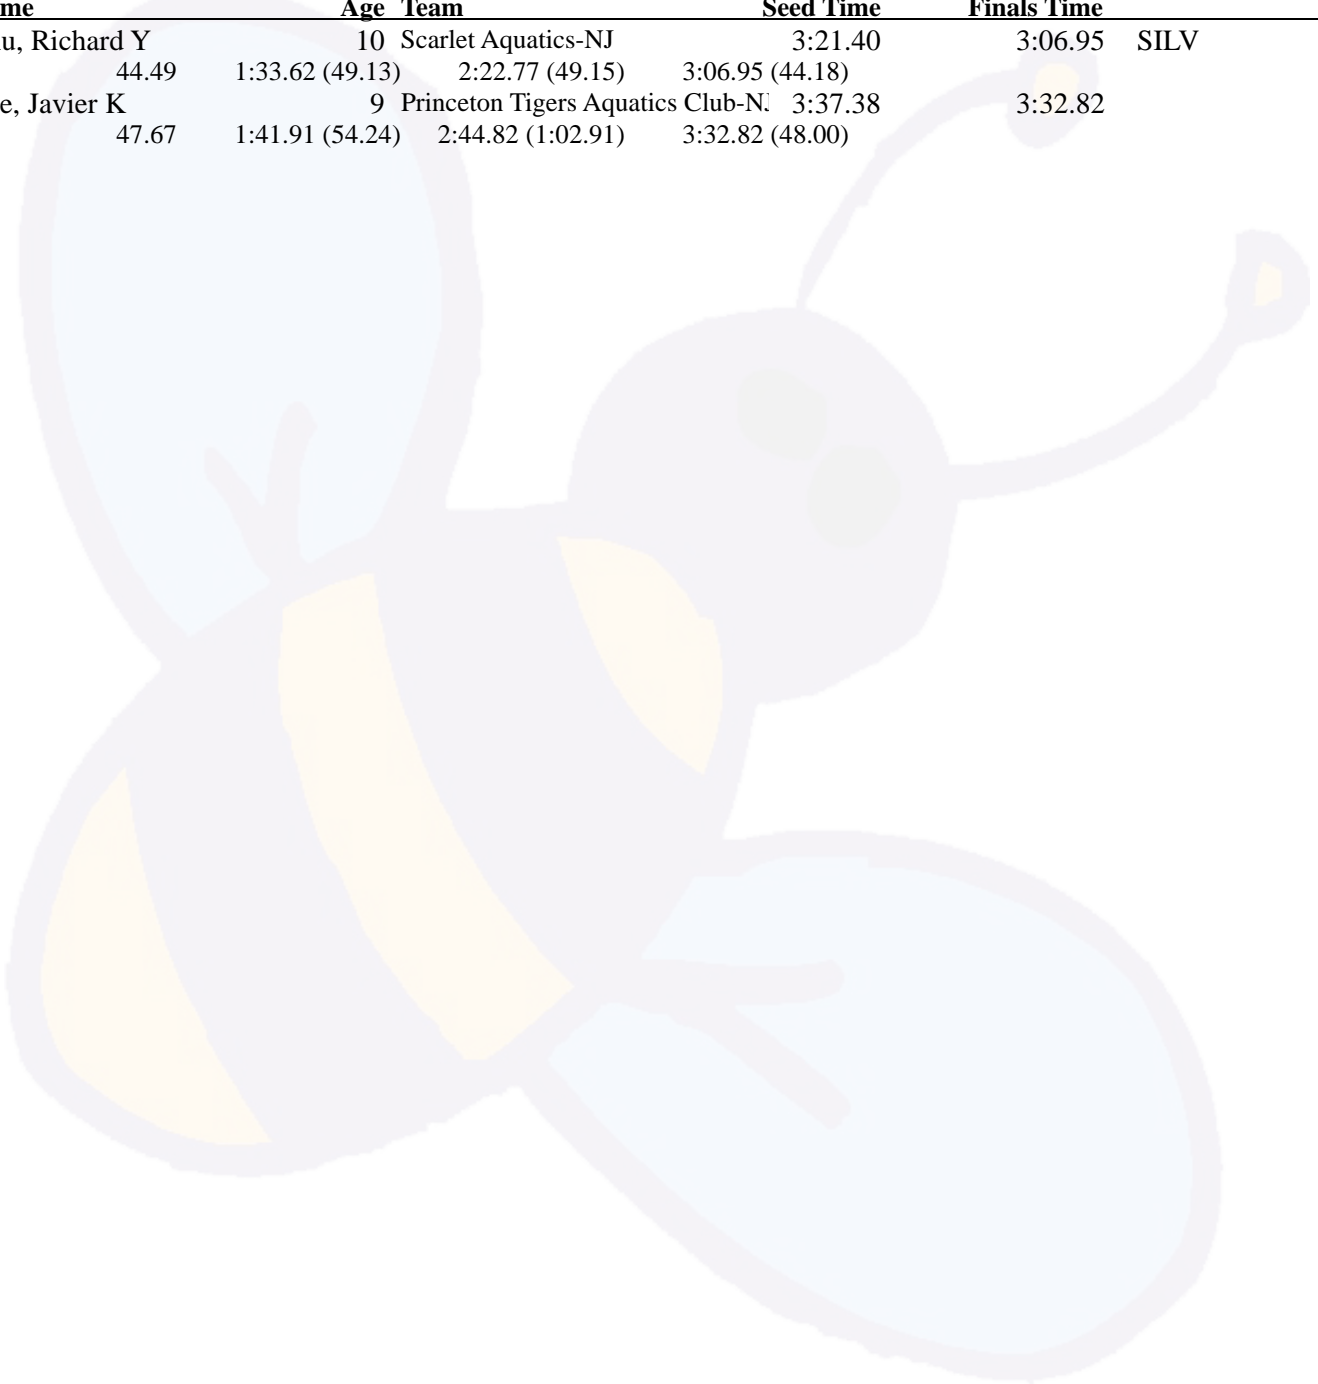 me Age Team Seed Time Finals Time
u, Richard Y 10 Scarlet Aquatics-NJ 3:21.40 3:06.95 SILV
44.49 1:33.62 (49.13) 2:22.77 (49.15) 3:06.95 (44.18)
e, Javier K 9 Princeton Tigers Aquatics Club-NJ 3:37.38 3:32.82
47.67 1:41.91 (54.24) 2:44.82 (1:02.91) 3:32.82 (48.00)